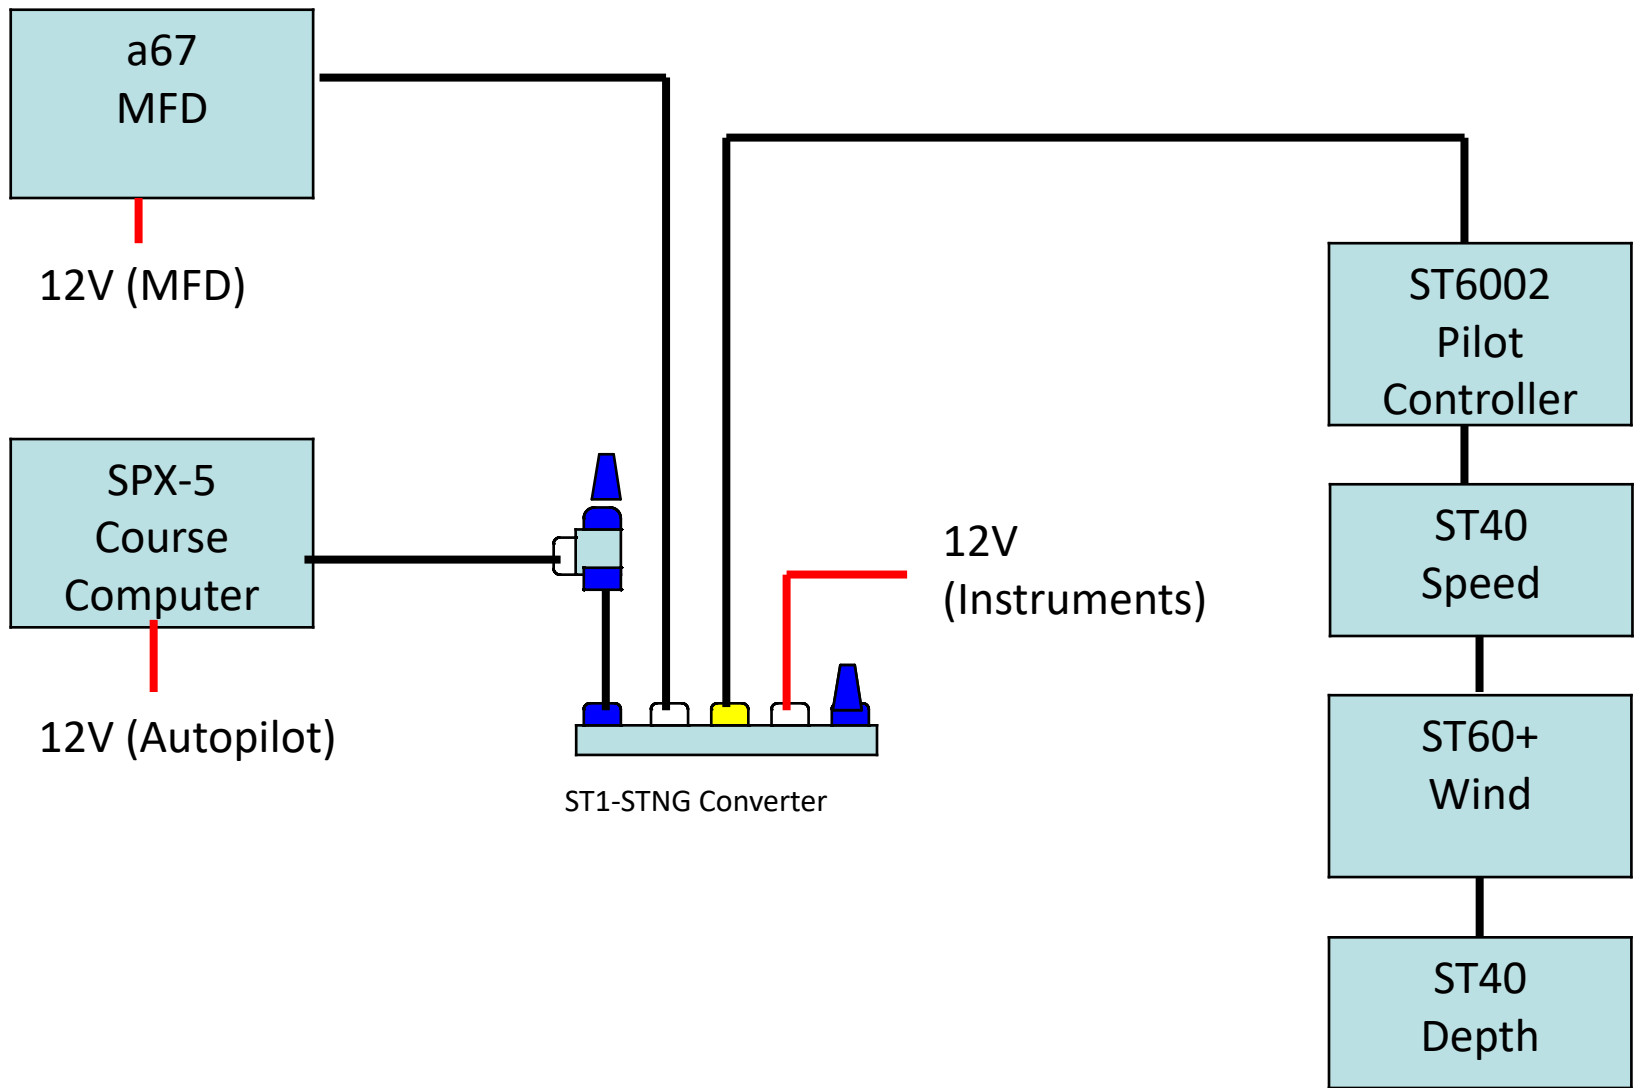 a67
MFD
12V (MFD)
SPX-5
Course
Computer
12V (Autopilot)
ST1-STNG Converter
12V
(Instruments)
ST6002
Pilot
Controller
ST40
Speed
ST60+
Wind
ST40
Depth